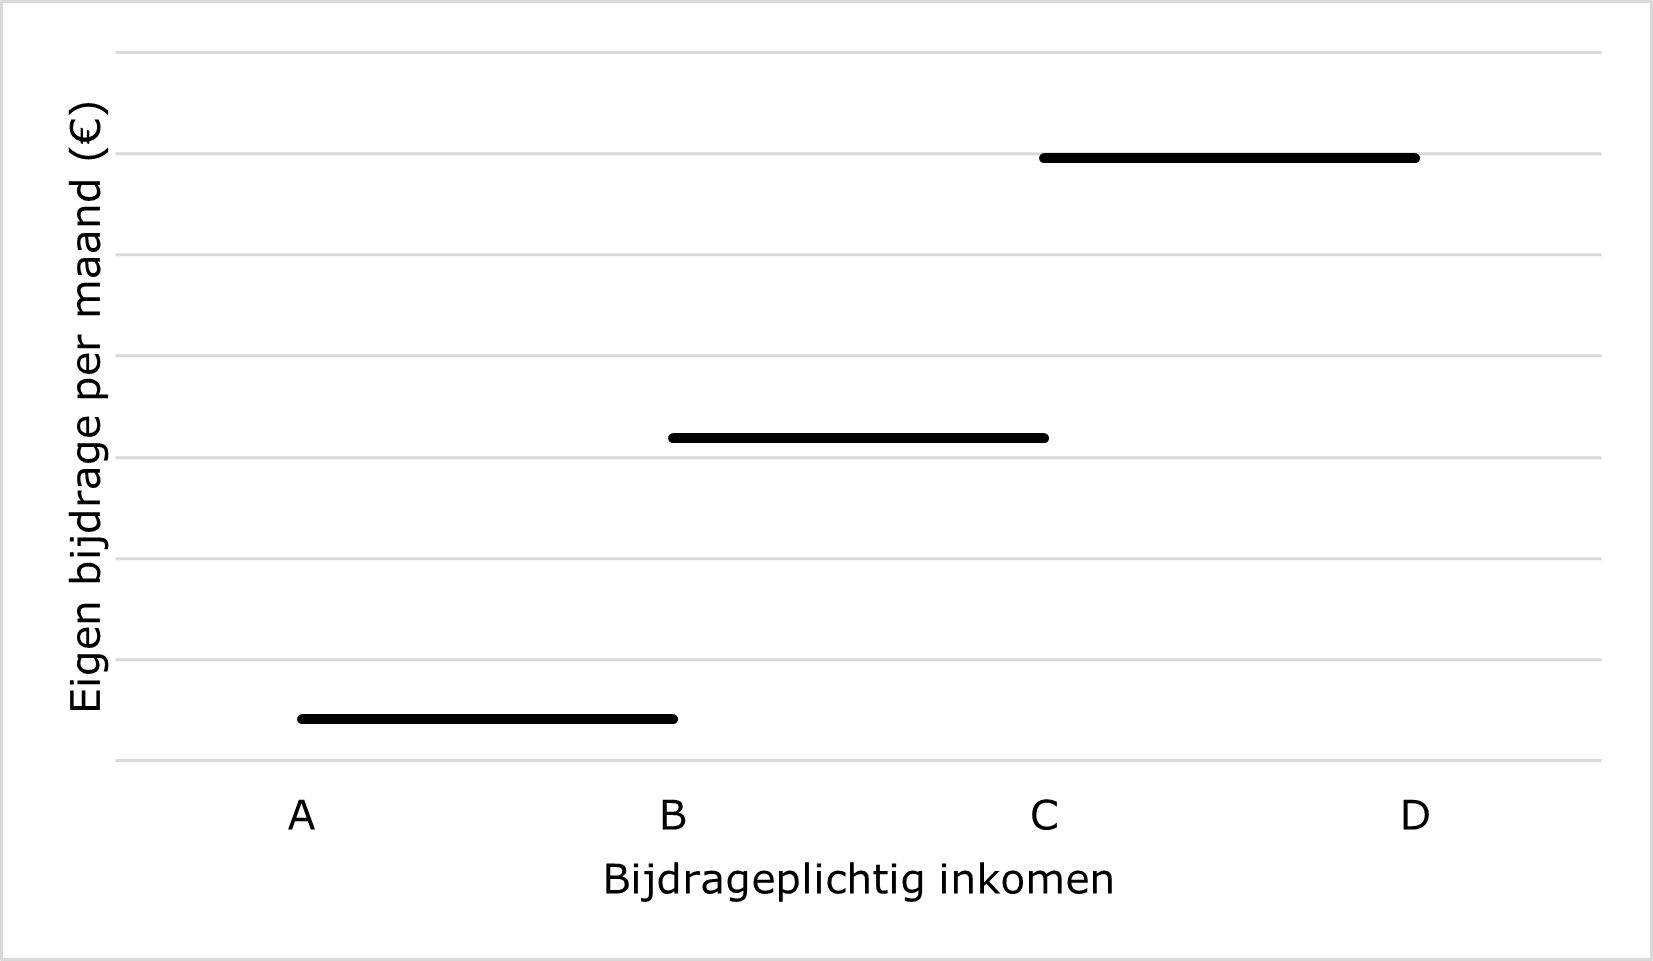 Eigen bijdrage per maand (€)
A B C D
Bijdrageplichtig inkomen